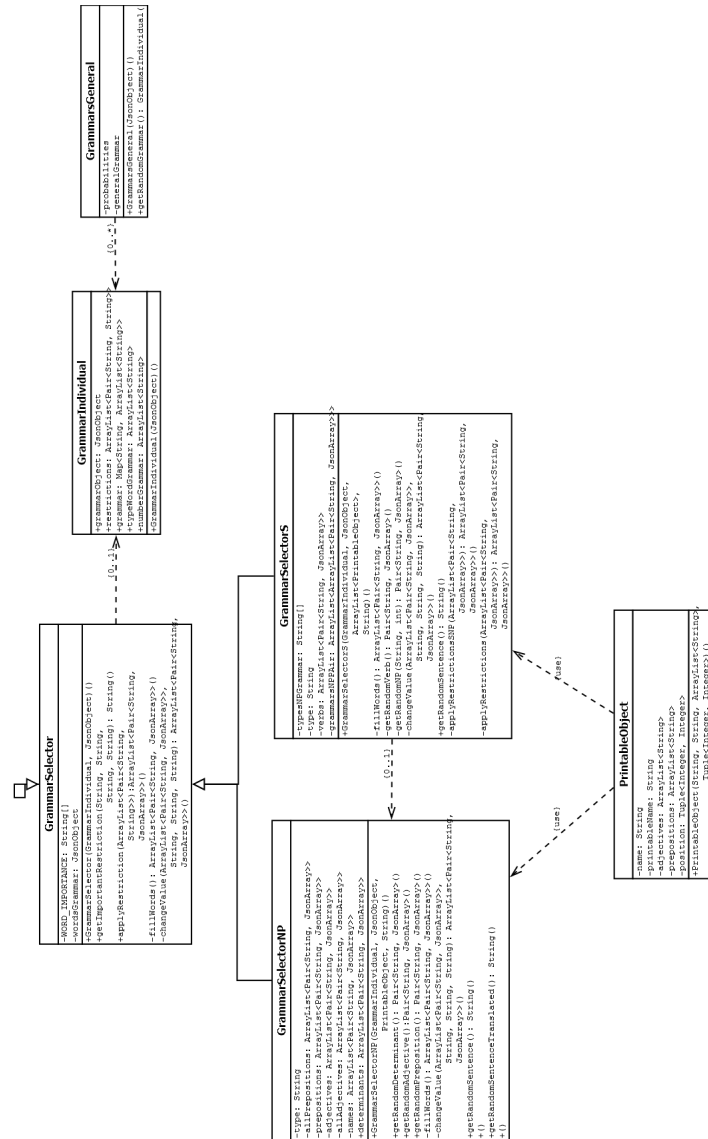 GrammarsGeneral
-probabilities
-generalGrammar
+GrammarsGeneral(JsonObject)()
+getRandomGrammar(): GrammarIndividual(
(0..*)
GrammarIndividual
+grammarObject: JsonObject
+restrictions: ArrayList<Pair<String, String>>
+grammar: Map<String, ArrayList<String>>
+typeWordGrammar: ArrayList<String>
+numberGrammar: ArrayList<String>
+GrammarIndividual(JsonObject)()
(0..1)
GrammarSelector
-WORD_IMPORTANCE: String[]
-wordsGrammar: JsonObject
+GrammarSelector(GrammarIndividual, JsonObject)()
+getImportantRestriction(String, String,
String, String): String()
+applyRestriction(ArrayList<Pair<String,
String>>):ArrayList<Pair<String,
JsonArray>>()
-fillWords(): ArrayList<Pair<String, JsonArray>>()
-changeValue(ArrayList<Pair<String, JsonArray>>,
String, String, String): ArrayList<Pair<String,
JsonArray>>()
GrammarSelectorS
-typesNPGrammar: String[]
-type: String
-verbs: ArrayList<Pair<String, JsonArray>>
-grammarsNPPAir: ArrayList<ArrayList<Pair<String, JsonArray>>>
+GrammarSelectorS(GrammarIndividual, JsonObject,
ArrayList<PrintableObject>,
String)()
-fillWords(): ArrayList<Pair<String, JsonArray>>()
-getRandomVerb(): Pair<String, JsonArray>()
-getRandomNP(String, int): Pair<String, JsonArray>()
-changeValue(ArrayList<Pair<String, JsonArray>>,
String, String, String): ArrayList<Pair<String,
JsonArray>>()
+getRandomSentence(): String()
-applyRestrictionsSNP(ArrayList<Pair<String,
JsonArray>>): ArrayList<Pair<String,
JsonArray>>()
-applyRestrictions(ArrayList<Pair<String,
JsonArray>>): ArrayList<Pair<String,
JsonArray>>()
(0..1)
GrammarSelectorNP
-type: String
-allPrepositions: ArrayList<Pair<String, JsonArray>>
-prepositions: ArrayList<Pair<String, JsonArray>>
-adjectives: ArrayList<Pair<String, JsonArray>>
-allAdjectives: ArrayList<Pair<String, JsonArray>>
-names: ArrayList<Pair<String, JsonArray>>
+determinants: ArrayList<Pair<String, JsonArray>>
+GrammarSelectorNP(GrammarIndividual, JsonObject,
PrintableObject, String)()
+getRandomDeterminant(): Pair<String, JsonArray>()
+getRandomAdjective():Pair<String, JsonArray>()
+getRandomPreposition(): Pair<String, JsonArray>()
-fillWords(): ArrayList<Pair<String, JsonArray>>()
-changeValue(ArrayList<Pair<String, JsonArray>>,
String, String, String): ArrayList<Pair<String,
JsonArray>>()
+getRandomSentence(): String()
+()
+getRandomSentenceTranslated(): String()
+()
(use)
(use)
PrintableObject
-name: String
-printableName: String
-adjectives: ArrayList<String>
-prepositions: ArrayList<String>
-position: Tuple<Integer, Integer>
+PrintableObject(String, String, ArrayList<String>,
Tuple<Integer, Integer>)()